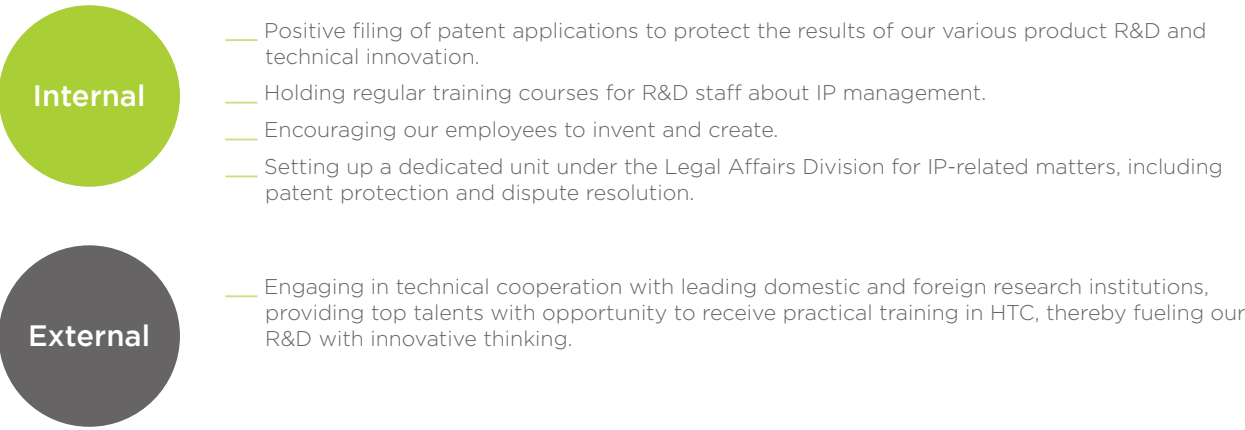 Internal
Positive filing of patent applications to protect the results of our various product R&D and
technical innovation.
Holding regular training courses for R&D staff about IP management.
Encouraging our employees to invent and create.
Setting up a dedicated unit under the Legal Affairs Division for IP-related matters, including
patent protection and dispute resolution.
External
Engaging in technical cooperation with leading domestic and foreign research institutions,
providing top talents with opportunity to receive practical training in HTC, thereby fueling our
R&D with innovative thinking.